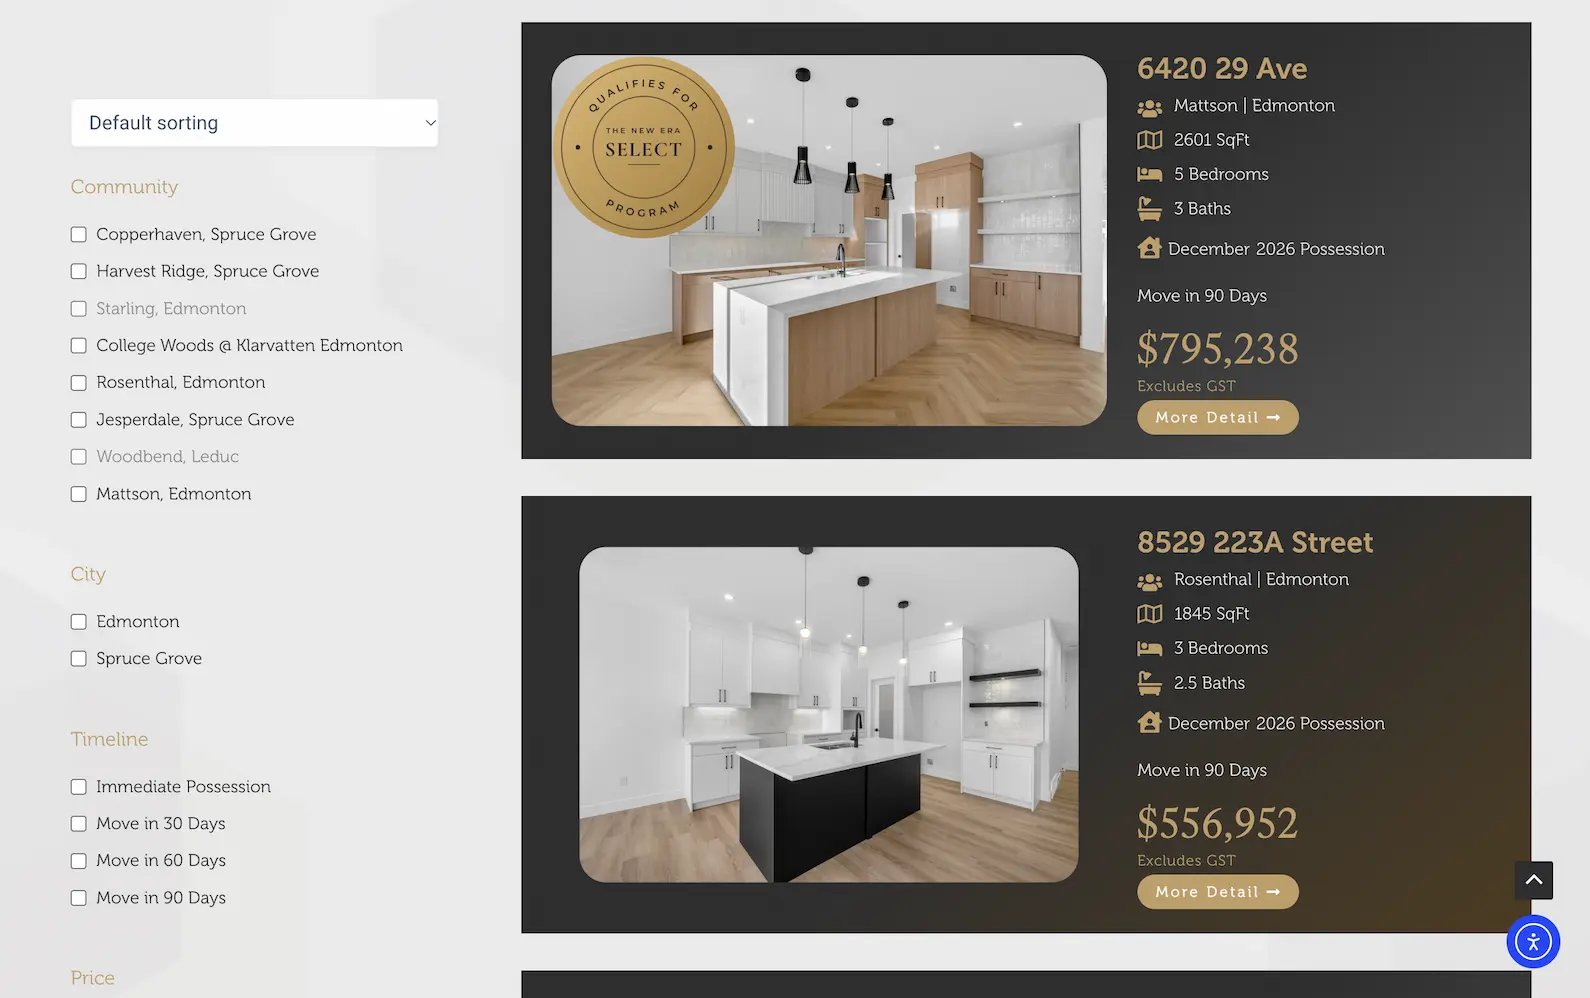 Default sorting
Community
Copperhaven, Spruce Grove
Harvest Ridge, Spruce Grove
Starling, Edmonton
College Woods @ Klarvatten Edmonton
Rosenthal, Edmonton
Jesperdale, Spruce Grove
Woodbend, Leduc
Mattson, Edmonton
City
Edmonton
Spruce Grove
Timeline
Immediate Possession
Move in 30 Days
Move in 60 Days
Move in 90 Days
Price
QUALIFIES FOR
THE NEW ERA
SELECT
PROGRAM
6420 29 Ave
Mattson | Edmonton
2601 SqFt
5 Bedrooms
3 Baths
December 2026 Possession
Move in 90 Days
$795,238
Excludes GST
More Detail ➞
8529 223A Street
Rosenthal | Edmonton
1845 SqFt
3 Bedrooms
2.5 Baths
December 2026 Possession
Move in 90 Days
$556,952
Excludes GST
More Detail ➞